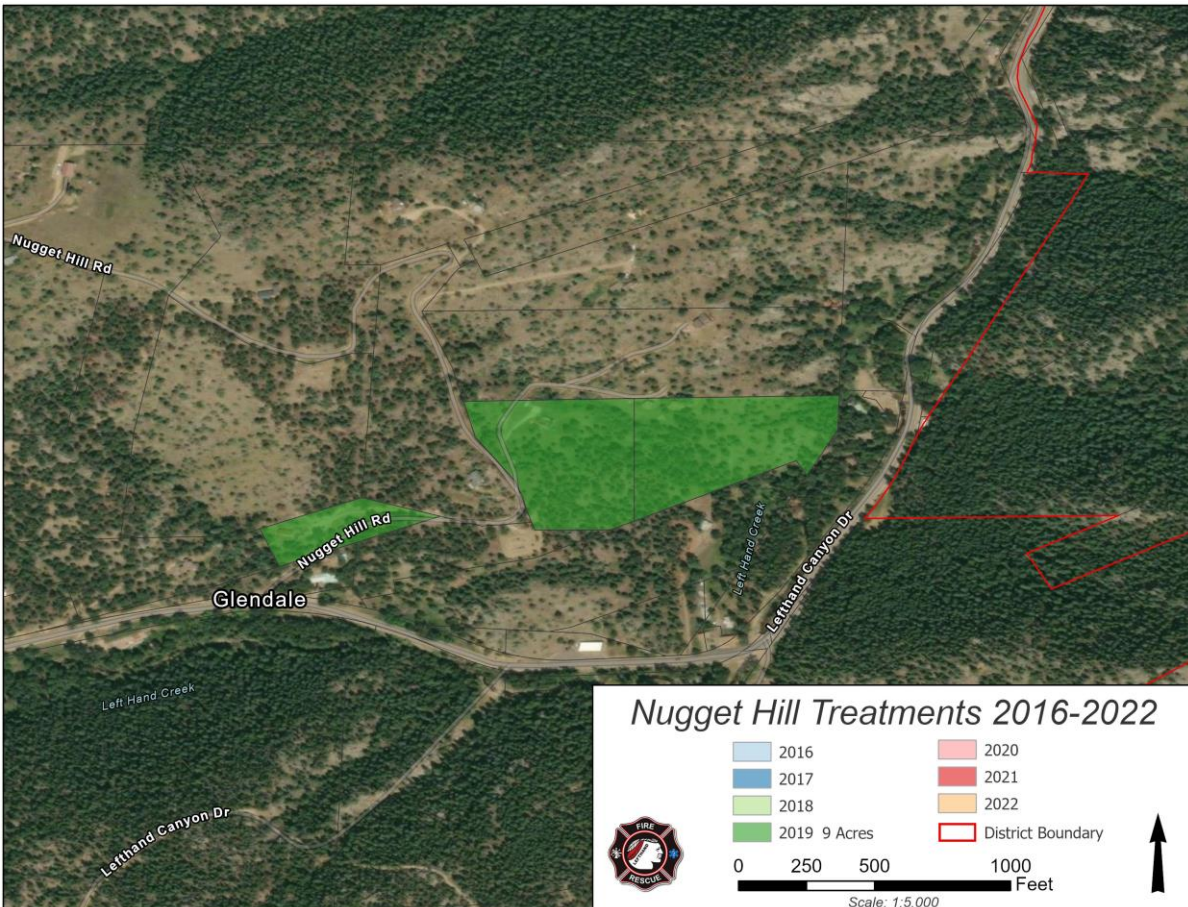 Nugget Hill Rd
Nugget Hill Rd
Glendale
Left Hand Creek
Lefthand Canyon Dr
Left Hand Creek
Lefthand Canyon Dr
Nugget Hill Treatments 2016-2022
2016
2017
2018
2019 9 Acres
2020
2021
2022
District Boundary
FIRE
RESCUE
0 250 500 1000
Feet
Scale: 1:5,000